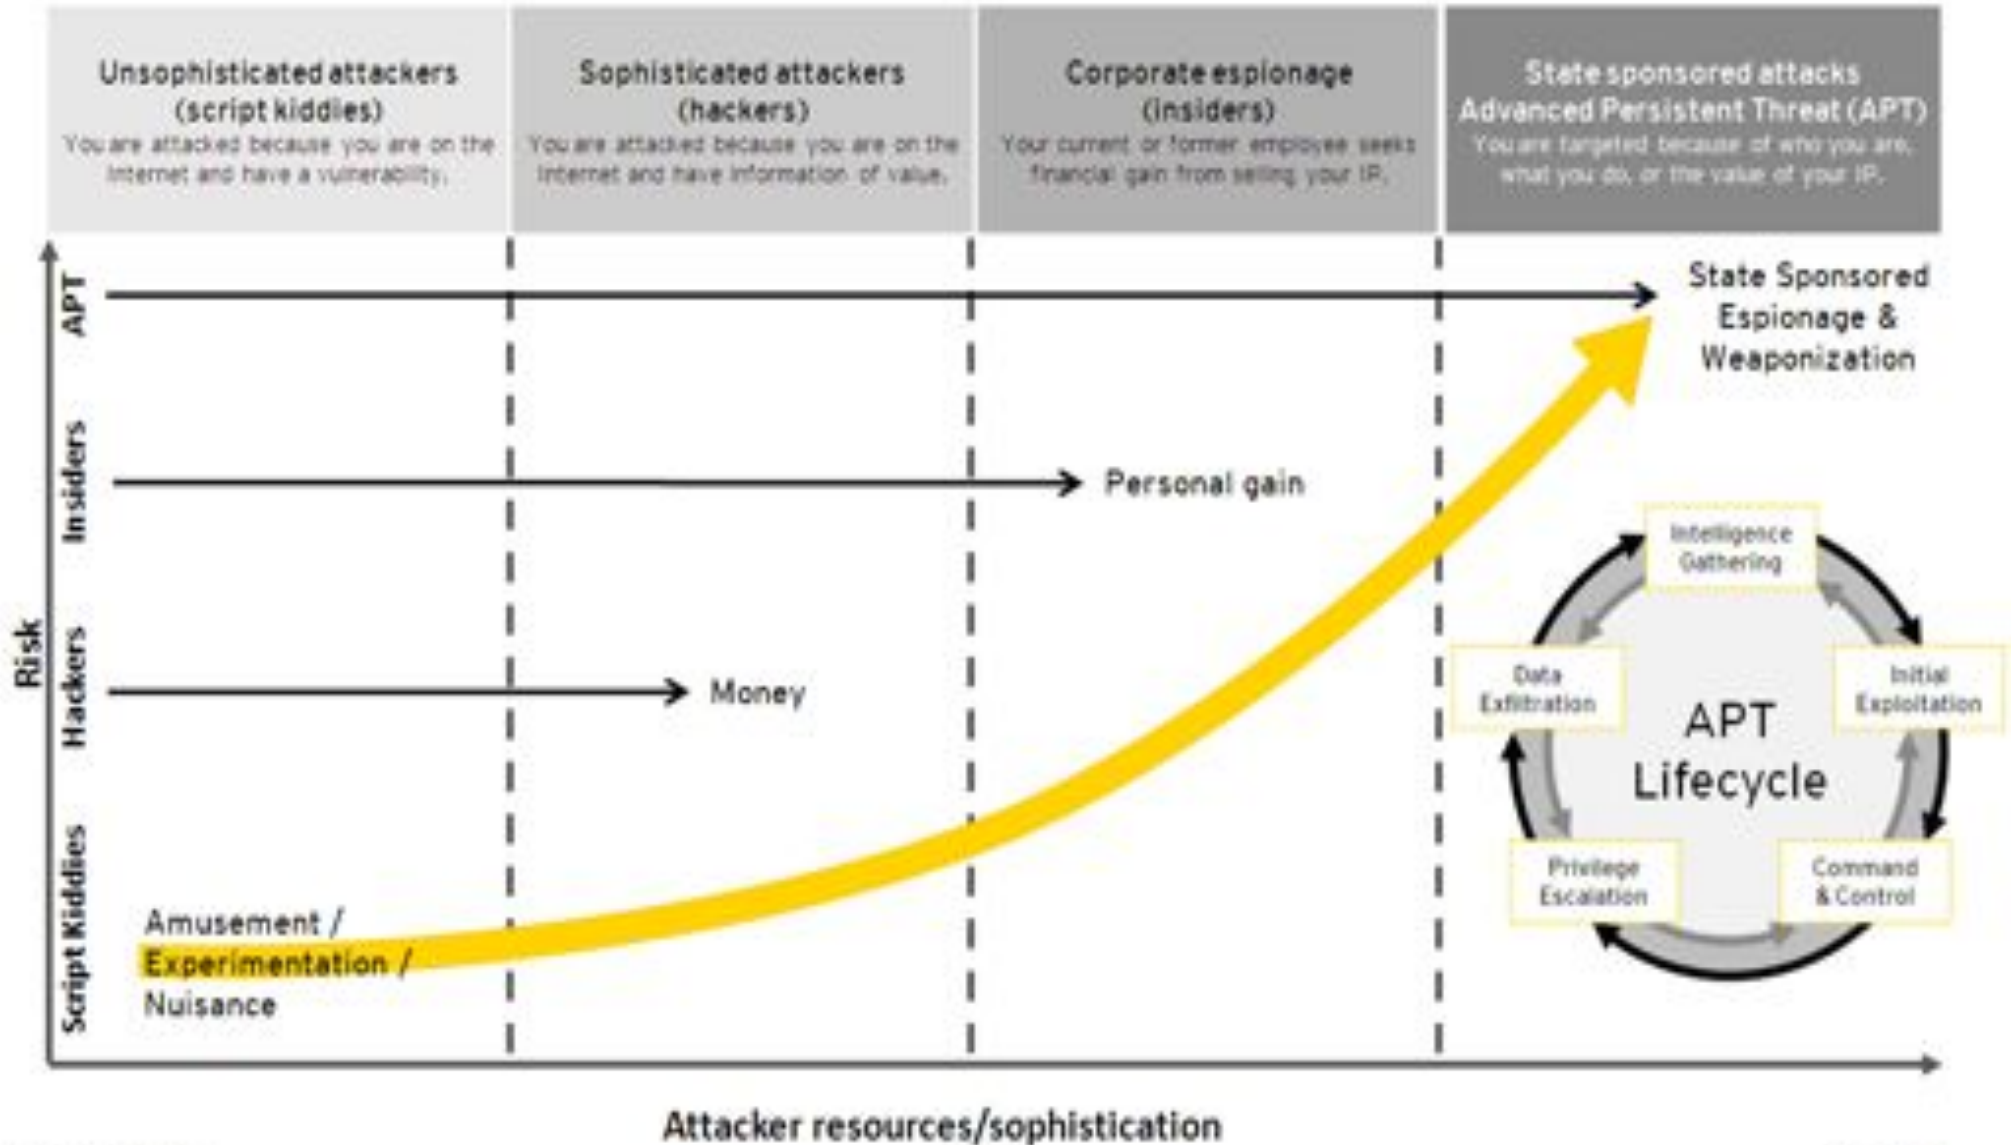 Unsophisticated attackers
(script kiddies)
You are attacked because you are on the
Internet and have a vulnerability.
Sophisticated attackers
(hackers)
You are attacked because you are on the
Internet and have information of value.
Corporate espionage
(insiders)
Your current or former employee seeks
financial gain from selling your IP.
State sponsored attacks
Advanced Persistent Threat (APT)
You are targeted because of who you are,
what you do, or the value of your IP.
Risk
APT
Insiders
Hackers
Script Kiddies
State Sponsored
Espionage &
Weaponization
Personal gain
Money
Amusement /
Experimentation /
Nuisance
APT
Lifecycle
Intelligence
Gathering
Initial
Exploitation
Command
& Control
Privilege
Escalation
Data
Exfiltration
Attacker resources/sophistication